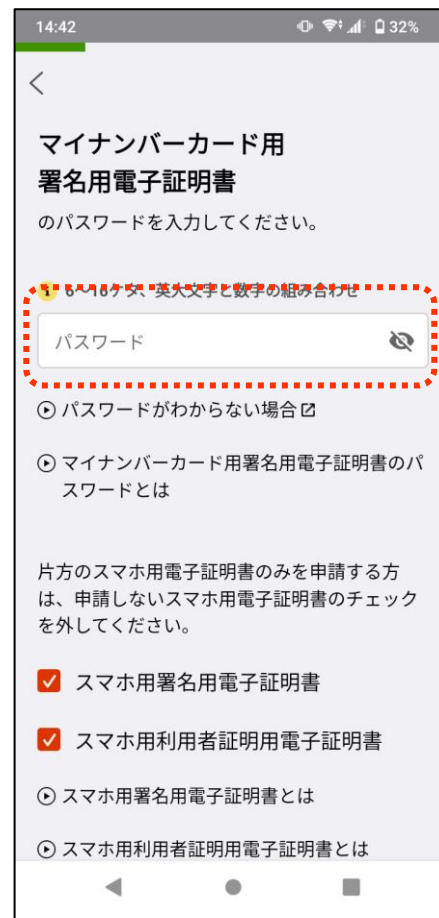 14:42
32%
マイナンバーカード用
署名用電子証明書
のパスワードを入力してください。
6～16ケタ、英大文字と数字の組み合わせ
パスワード
パスワードがわからない場合
マイナンバーカード用署名用電子証明書のパ
スワードとは
片方のスマホ用電子証明書のみを申請する方
は、申請しないスマホ用電子証明書のチェック
を外してください。
スマホ用署名用電子証明書
スマホ用利用者証明用電子証明書
スマホ用署名用電子証明書とは
スマホ用利用者証明用電子証明書とは